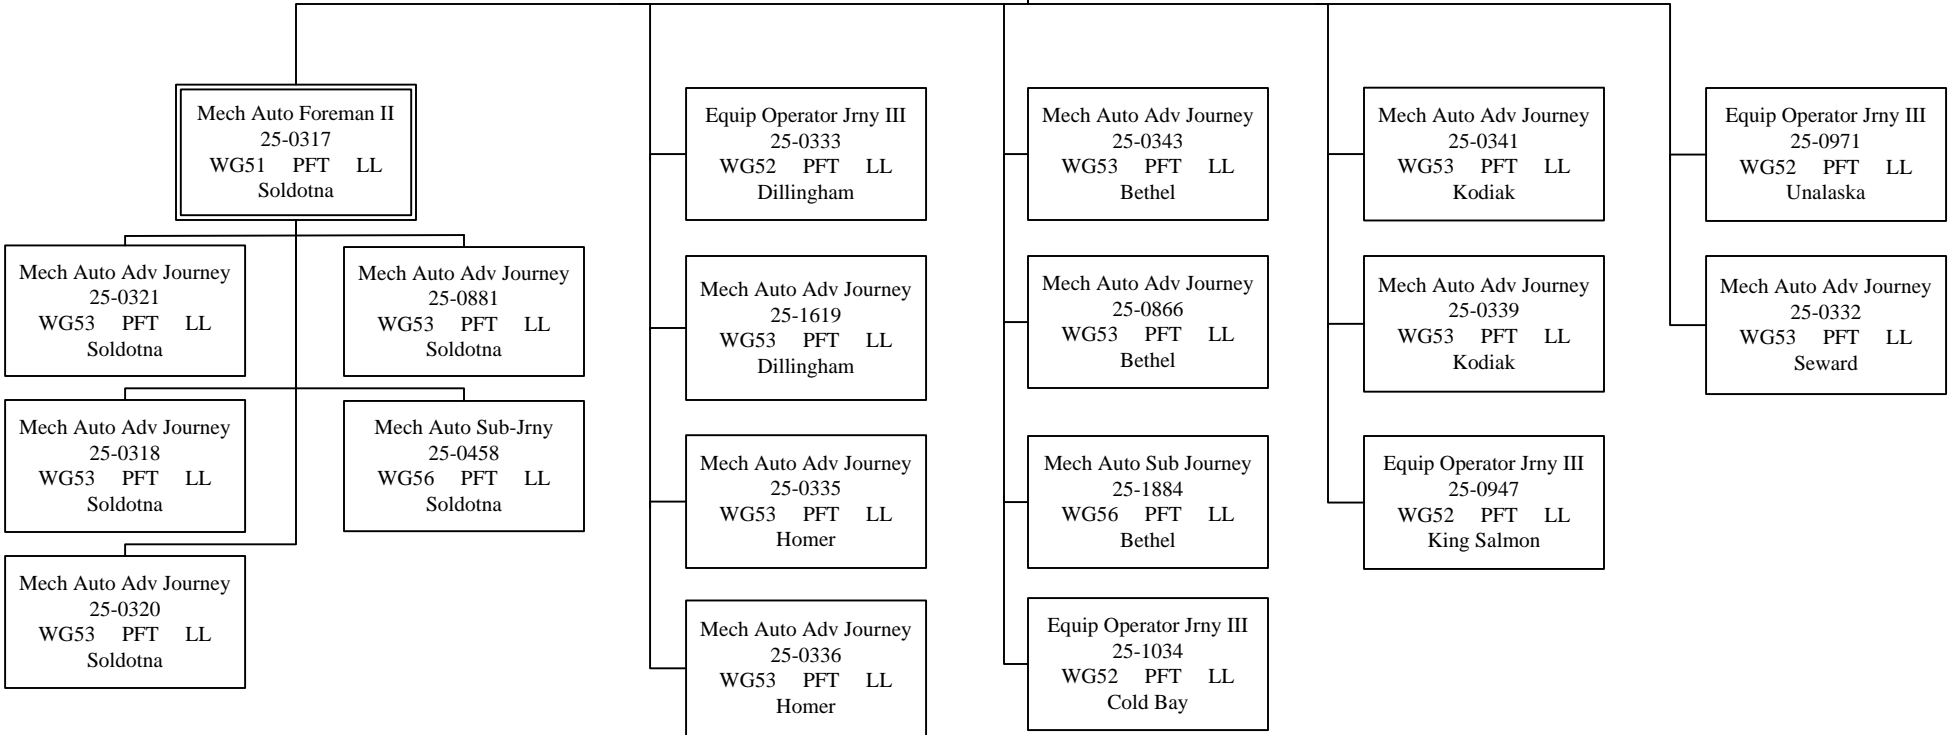 Mech Auto Foreman II
25-0317
WG51 PFT LL
Soldotna
Mech Auto Adv Journey
25-0321
WG53 PFT LL
Soldotna
Mech Auto Adv Journey
25-0881
WG53 PFT LL
Soldotna
Mech Auto Adv Journey
25-0318
WG53 PFT LL
Soldotna
Mech Auto Sub-Jrny
25-0458
WG56 PFT LL
Soldotna
Mech Auto Adv Journey
25-0320
WG53 PFT LL
Soldotna
Equip Operator Jrny III
25-0333
WG52 PFT LL
Dillingham
Mech Auto Adv Journey
25-1619
WG53 PFT LL
Dillingham
Mech Auto Adv Journey
25-0335
WG53 PFT LL
Homer
Mech Auto Adv Journey
25-0336
WG53 PFT LL
Homer
Mech Auto Adv Journey
25-0343
WG53 PFT LL
Bethel
Mech Auto Adv Journey
25-0866
WG53 PFT LL
Bethel
Mech Auto Sub Journey
25-1884
WG56 PFT LL
Bethel
Equip Operator Jrny III
25-1034
WG52 PFT LL
Cold Bay
Mech Auto Adv Journey
25-0341
WG53 PFT LL
Kodiak
Mech Auto Adv Journey
25-0339
WG53 PFT LL
Kodiak
Equip Operator Jrny III
25-0947
WG52 PFT LL
King Salmon
Equip Operator Jrny III
25-0971
WG52 PFT LL
Unalaska
Mech Auto Adv Journey
25-0332
WG53 PFT LL
Seward